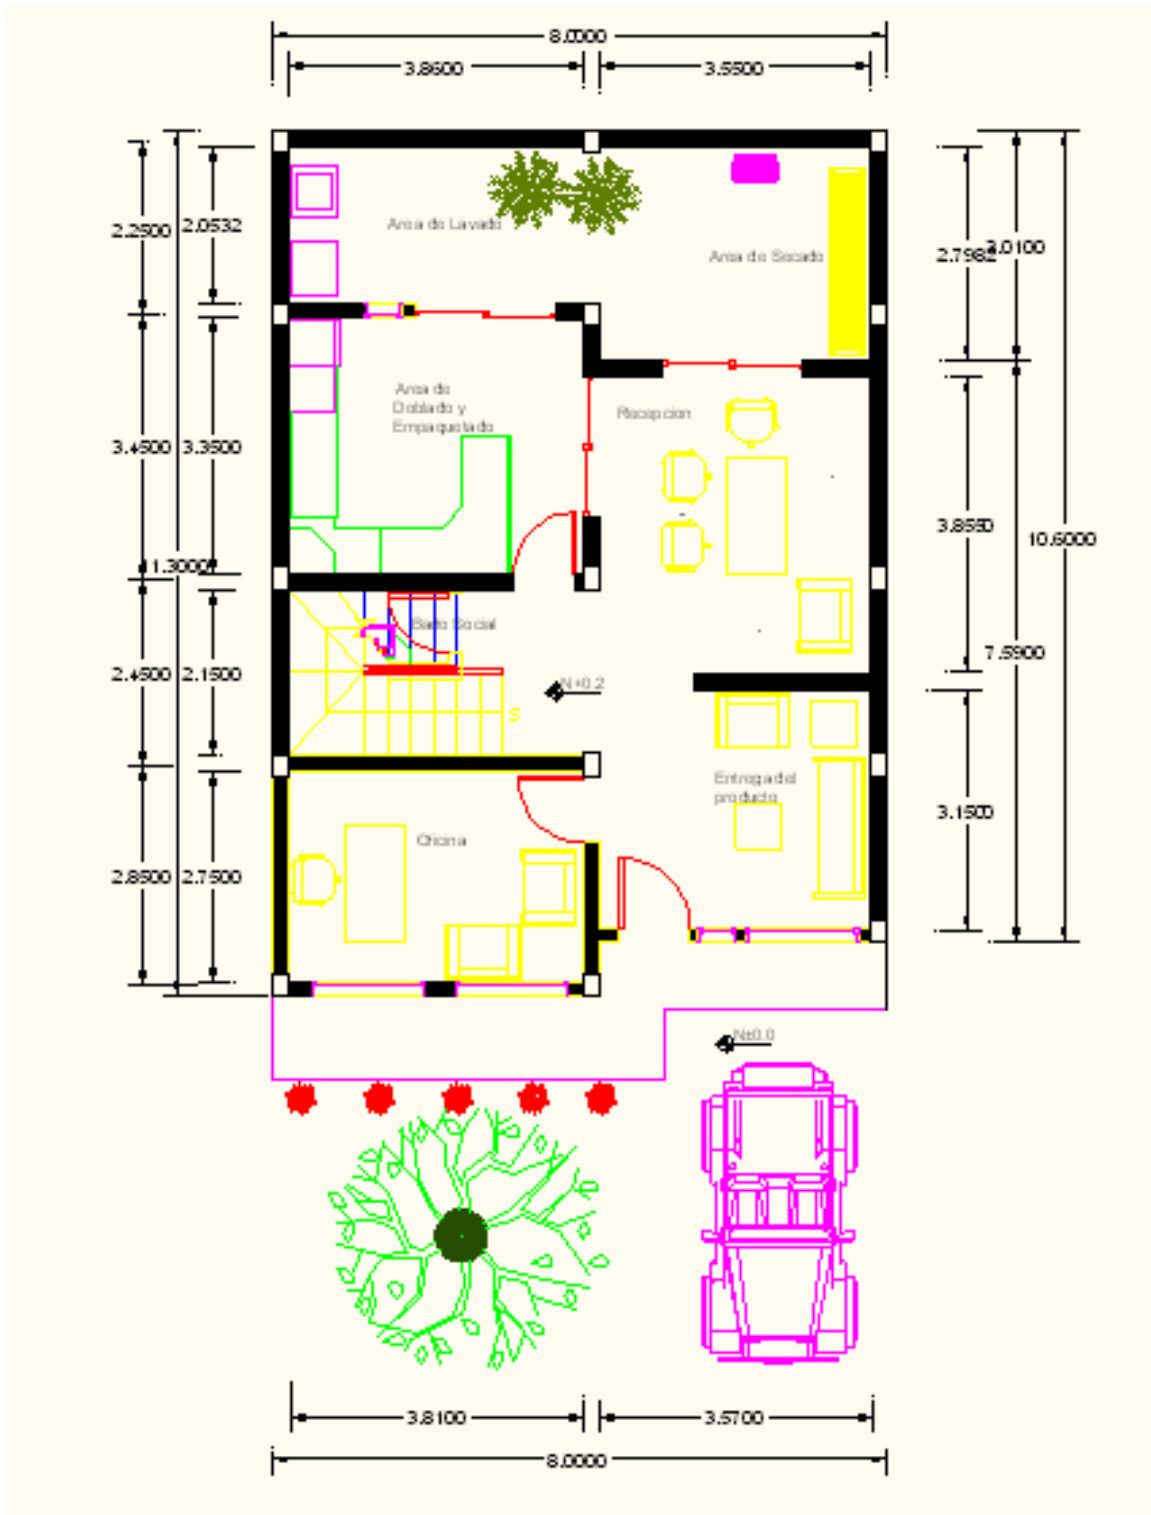 8.0000
3.8600
3.5500
2.2500
2.0532
Area de Lavado
Area de Secado
2.7982
3.0100
Area de
Doblado y
Empaquetado
Recepcion
3.4500
3.3500
3.8550
10.6000
11.3000
Baño Social
N+0.2
7.5900
2.4500
2.1500
S
Entrega del
producto
3.1500
Oficina
2.8500
2.7500
N±0.0
3.8100
3.5700
8.0000